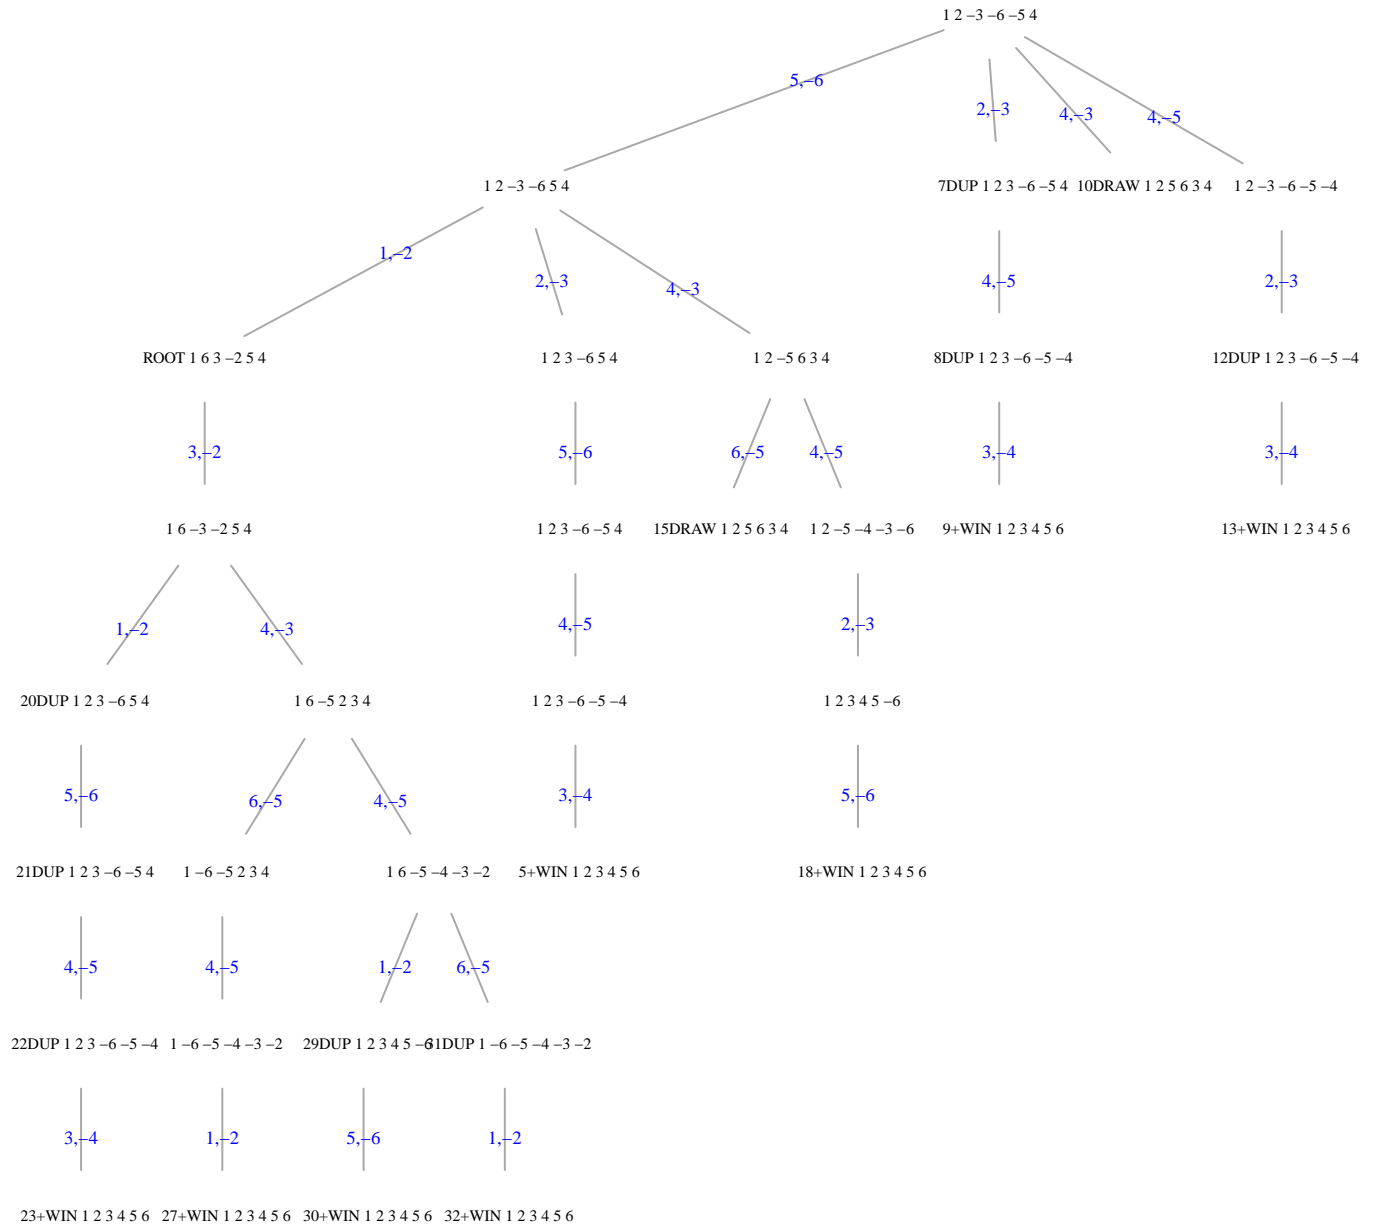 1 2 –3 –6 –5 4
5,–6
2,–3
4,–3
4,–5
1 2 –3 –6 5 4
7DUP 1 2 3 –6 –5 4
10DRAW 1 2 5 6 3 4
1 2 –3 –6 –5 –4
1,–2
2,–3
4,–3
4,–5
2,–3
ROOT 1 6 3 –2 5 4
1 2 3 –6 5 4
1 2 –5 6 3 4
8DUP 1 2 3 –6 –5 –4
12DUP 1 2 3 –6 –5 –4
3,–2
5,–6
6,–5
4,–5
3,–4
3,–4
1 6 –3 –2 5 4
1 2 3 –6 –5 4
15DRAW 1 2 5 6 3 4
1 2 –5 –4 –3 –6
9+WIN 1 2 3 4 5 6
13+WIN 1 2 3 4 5 6
1,–2
4,–3
4,–5
2,–3
20DUP 1 2 3 –6 5 4
1 6 –5 2 3 4
1 2 3 –6 –5 –4
1 2 3 4 5 –6
5,–6
6,–5
4,–5
3,–4
5,–6
21DUP 1 2 3 –6 –5 4
1 –6 –5 2 3 4
1 6 –5 –4 –3 –2
5+WIN 1 2 3 4 5 6
18+WIN 1 2 3 4 5 6
4,–5
4,–5
1,–2
6,–5
22DUP 1 2 3 –6 –5 –4
1 –6 –5 –4 –3 –2
29DUP 1 2 3 4 5 –6
31DUP 1 –6 –5 –4 –3 –2
3,–4
1,–2
5,–6
1,–2
23+WIN 1 2 3 4 5 6
27+WIN 1 2 3 4 5 6
30+WIN 1 2 3 4 5 6
32+WIN 1 2 3 4 5 6